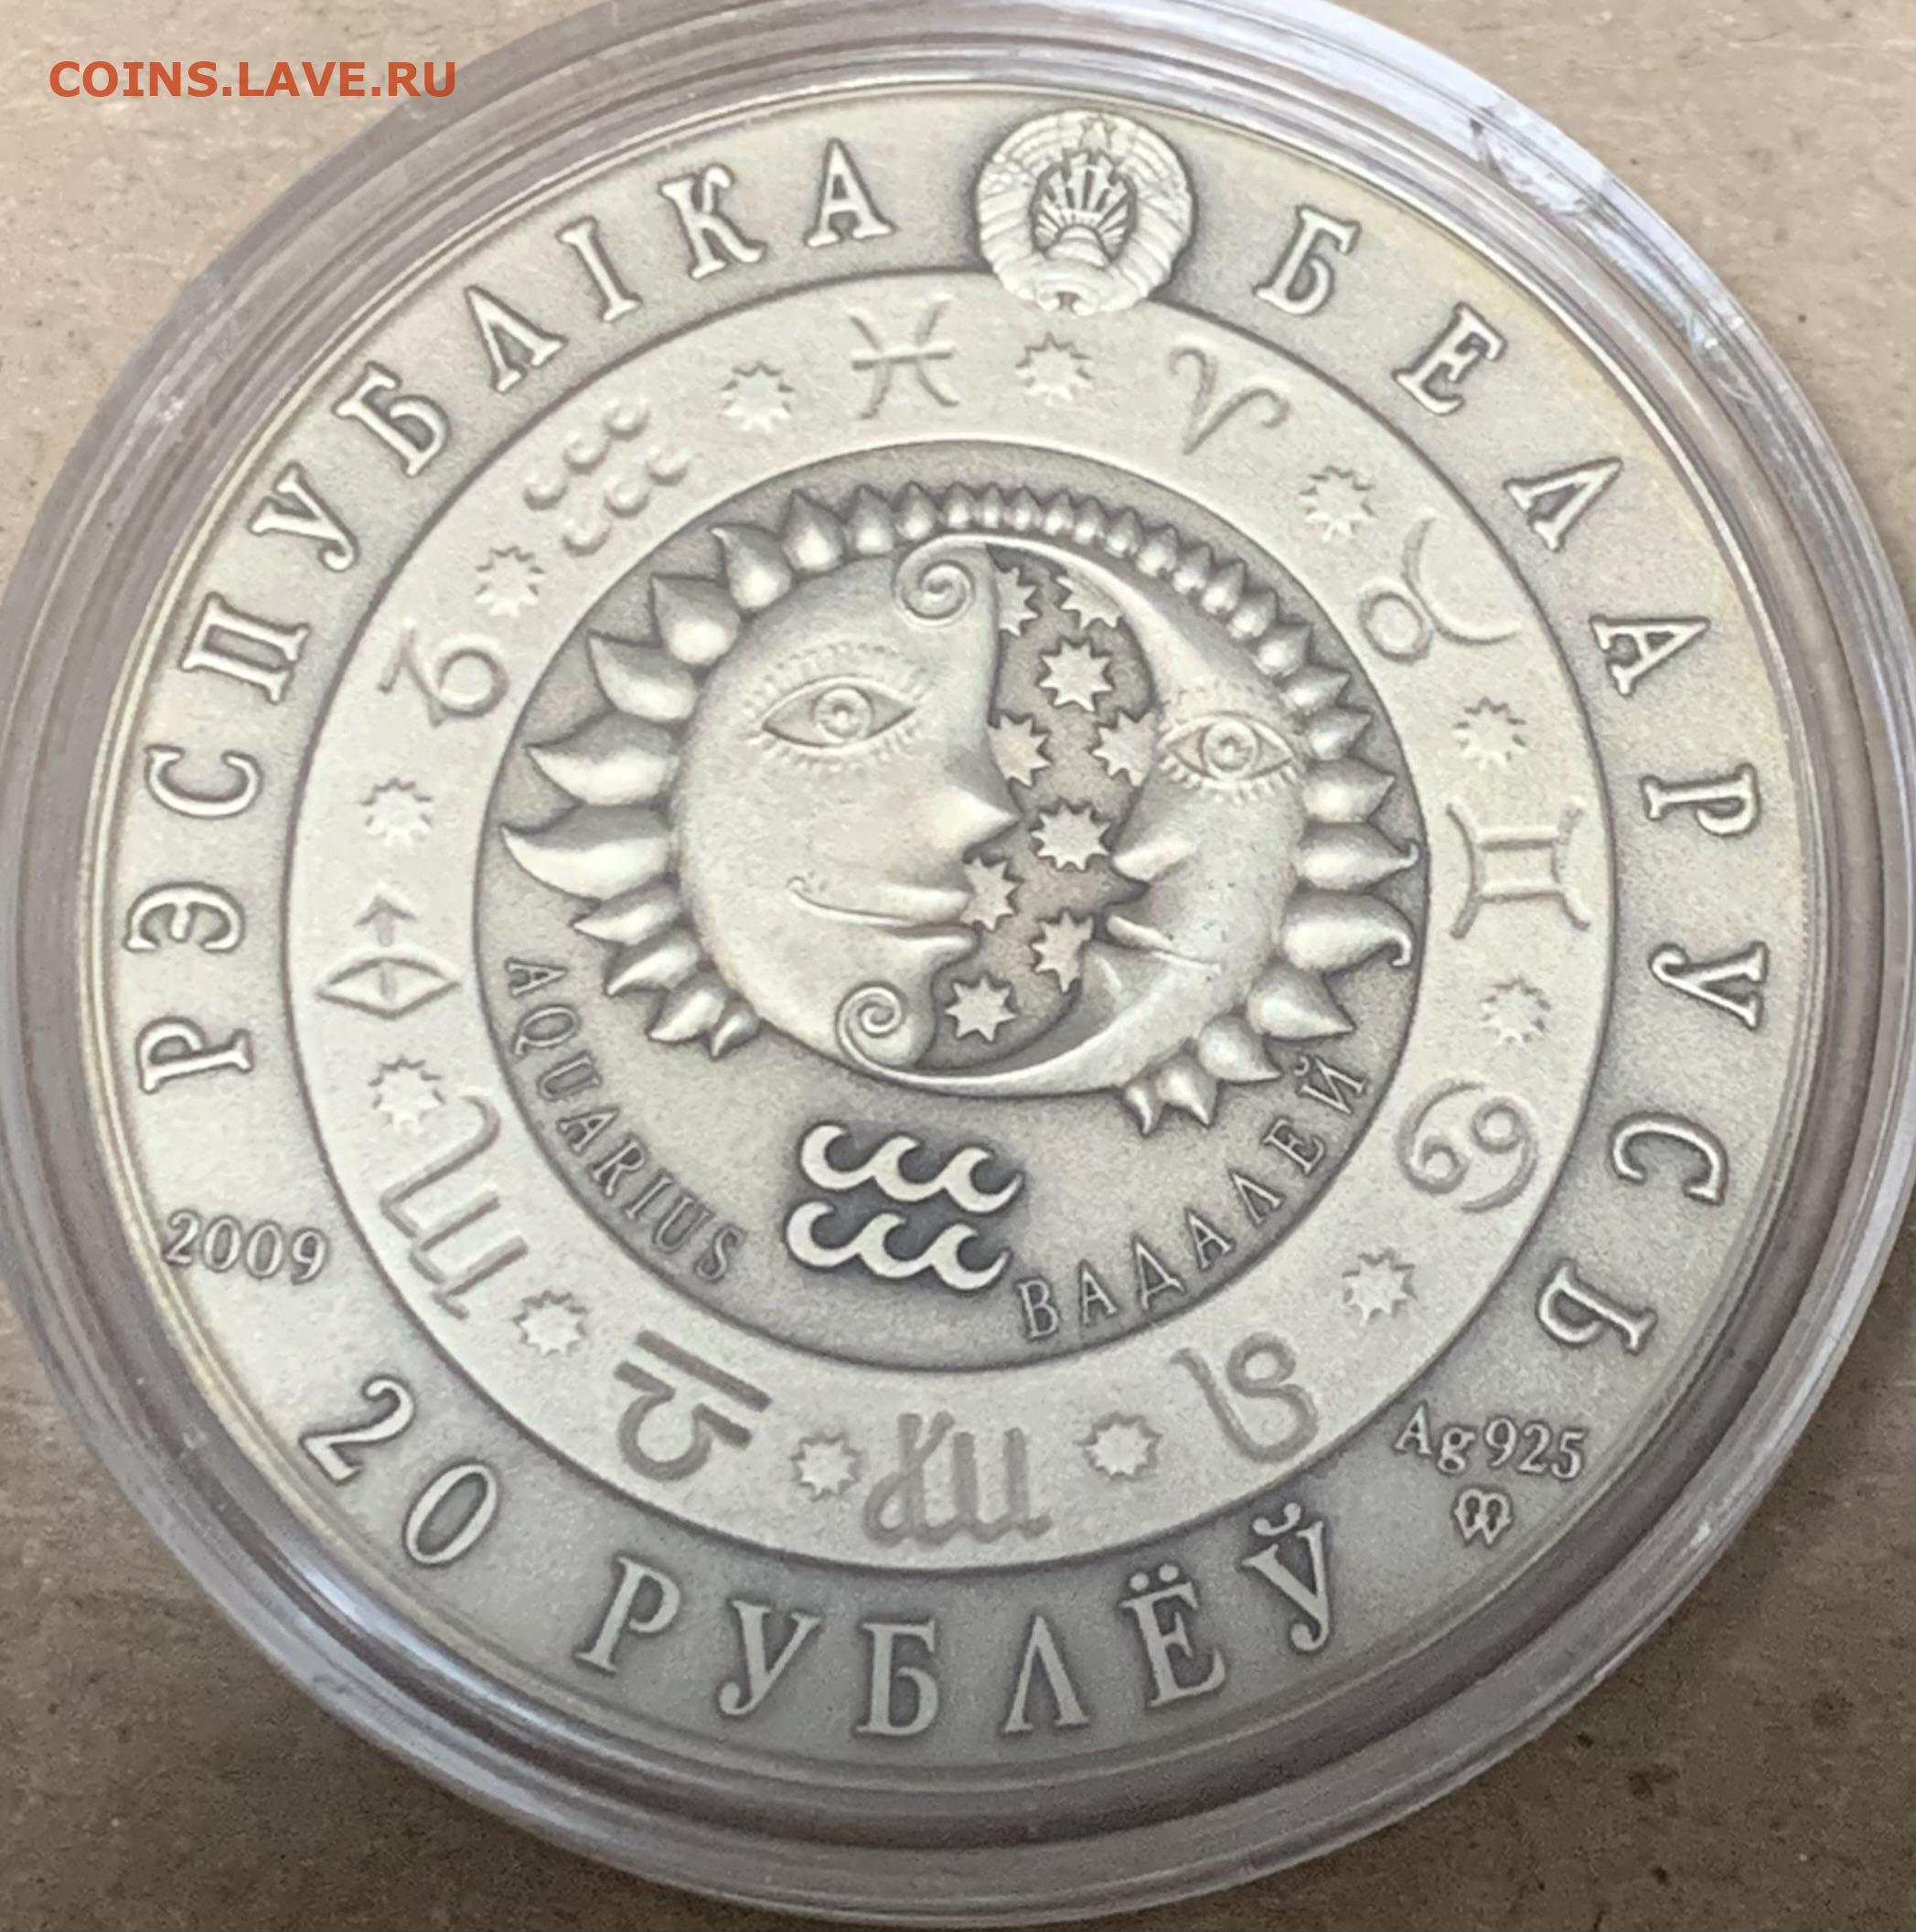 COINS.LAVE.RU
РЭСПУБЛІКА БЕЛАРУСЬ
AQUARIUS
ВАДАЛЕЙ
2009
20 РУБЛЁЎ
Ag 925